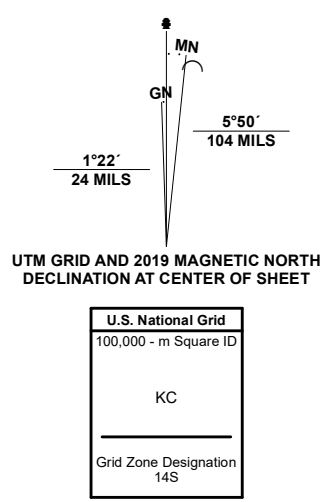 MN
GN
5°50´
104 MILS
1°22´
24 MILS
UTM GRID AND 2019 MAGNETIC NORTH
DECLINATION AT CENTER OF SHEET
U.S. National Grid
100,000 - m Square ID
KC
Grid Zone Designation
14S